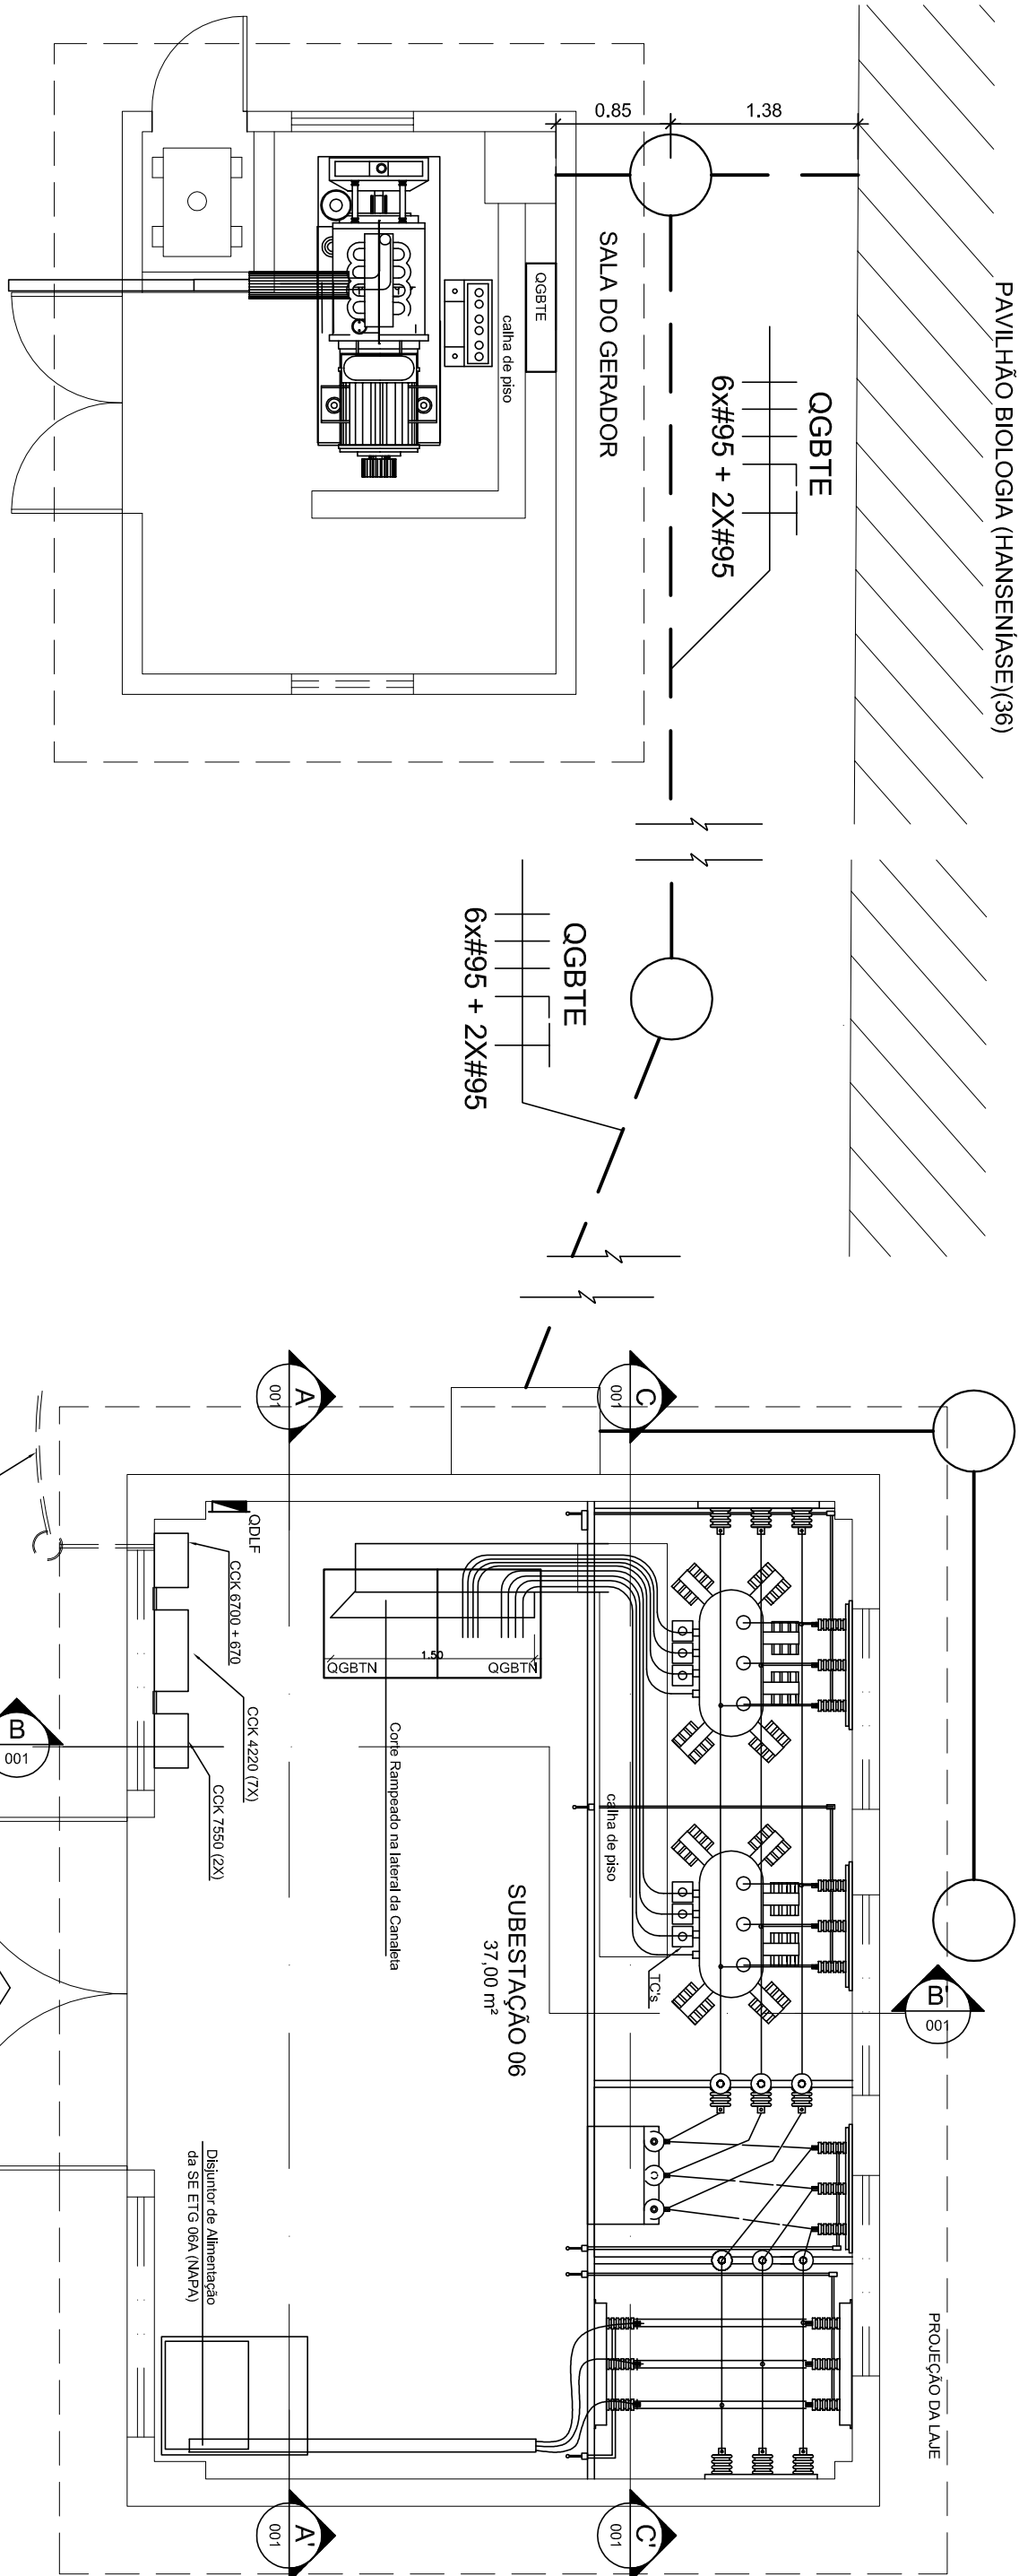 PAVILHÃO BIOLOGIA (HANSENÍASE)(36)
0.85
1.38
SALA DO GERADOR
QGBTE
calha de piso
QGBTE
6x#95 + 2X#95
QGBTE
6x#95 + 2X#95
A
001
C
001
QDLF
CCK 6700 + 670
CCK 4220 (7X)
CCK 7550 (2X)
QGBTN
1.50
QGBTN
Corte Rampeado na lateral da Canaleta
calha de piso
TC's
SUBESTAÇÃO 06
37,00 m²
B
001
B'
001
Disjuntor de Alimentação
da SE ETG 06A (NAPA)
PROJEÇÃO DA LAJE
A'
001
C'
001